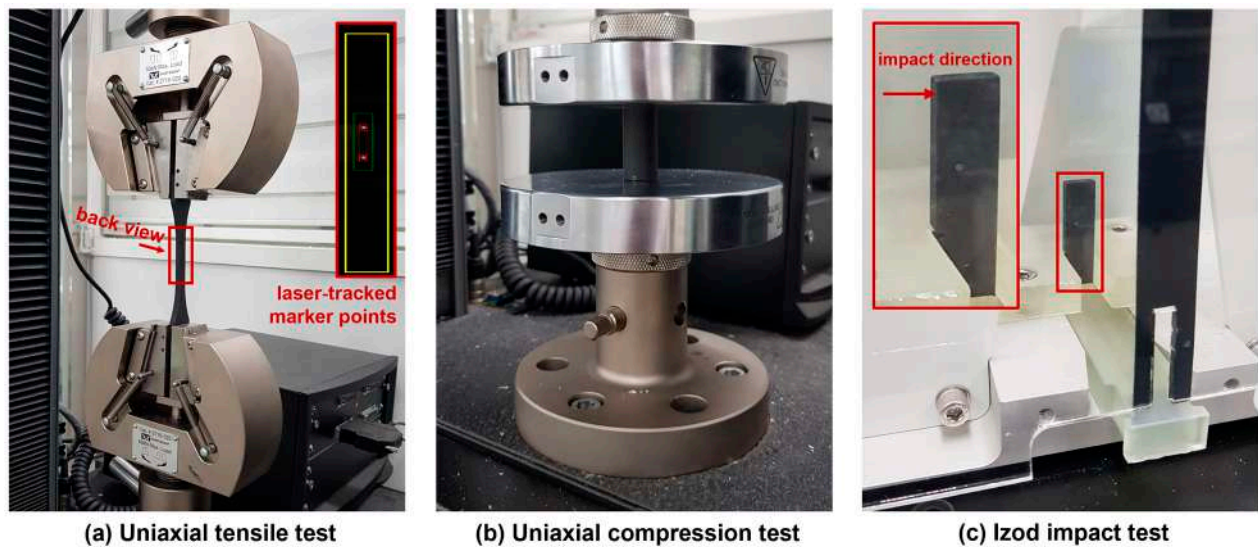 back view
laser-tracked
marker points
impact direction
(a) Uniaxial tensile test
(b) Uniaxial compression test
(c) Izod impact test